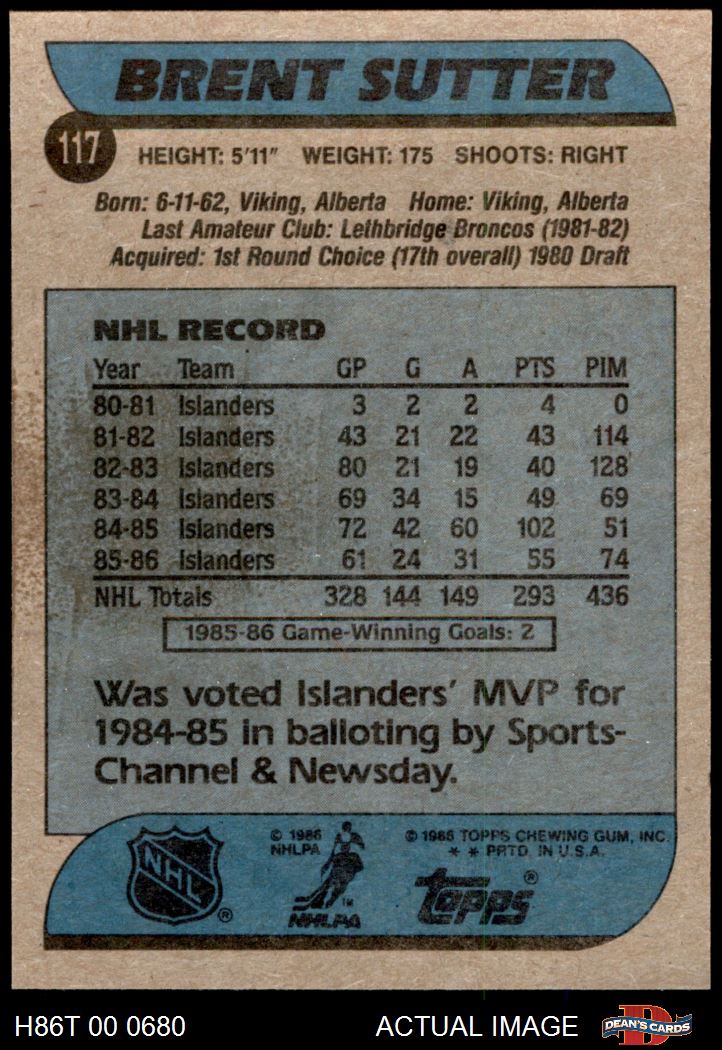 BRENT SUTTER
117
HEIGHT: 5'11" WEIGHT: 175 SHOOTS: RIGHT
Born: 6-11-62, Viking, Alberta Home: Viking, Alberta
Last Amateur Club: Lethbridge Broncos (1981-82)
Acquired: 1st Round Choice (17th overall) 1980 Draft
NHL RECORD
Year Team GP G A PTS PIM
80-81 Islanders 3 2 2 4 0
81-82 Islanders 43 21 22 43 114
82-83 Islanders 80 21 19 40 128
83-84 Islanders 69 34 15 49 69
84-85 Islanders 72 42 60 102 51
85-86 Islanders 61 24 31 55 74
NHL Totals 328 144 149 293 436
1985-86 Game-Winning Goals: 2
Was voted Islanders' MVP for
1984-85 in balloting by Sports-
Channel & Newsday.
NHL ®
© 1986
NHLPA
TM
NHLPA
© 1986 TOPPS CHEWING GUM, INC.
* * PRTD. IN U.S.A.
topps ®
H86T 00 0680 ACTUAL IMAGE
D
DEAN'S CARDS